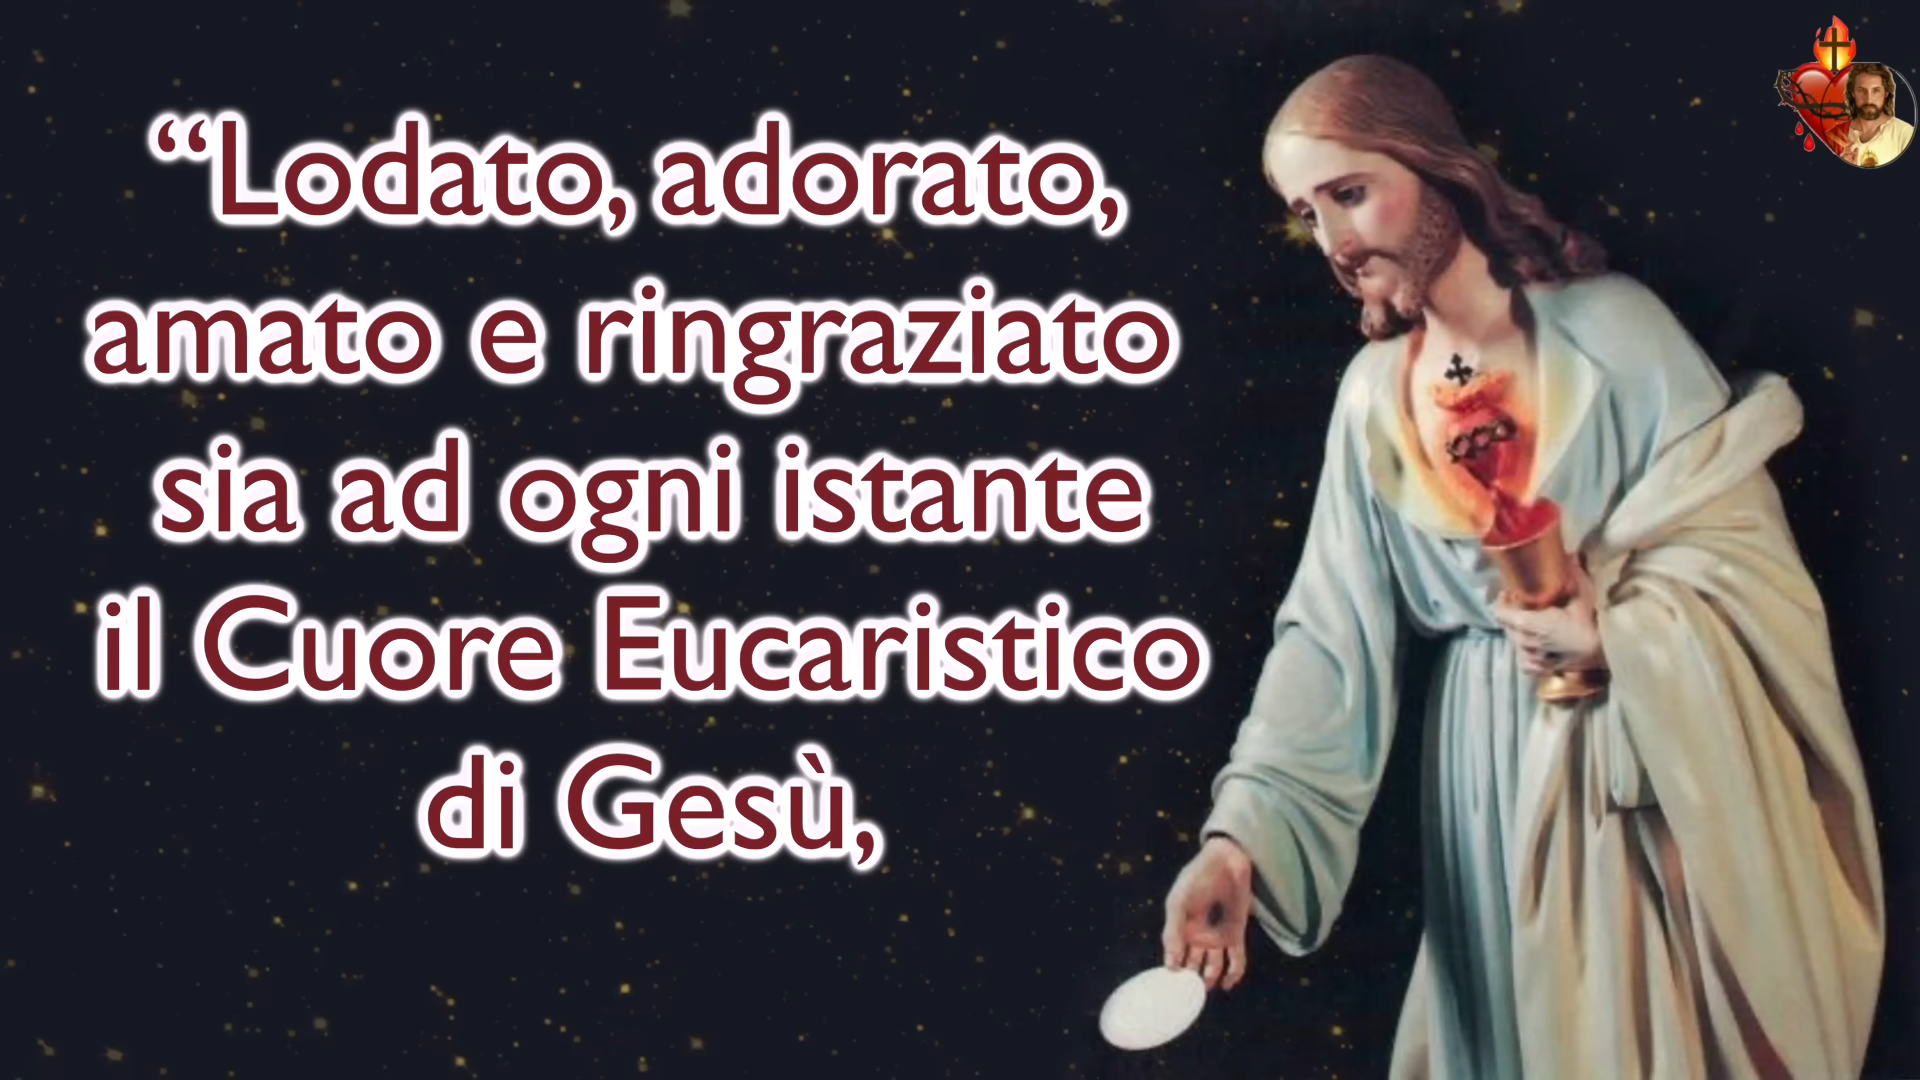 “Lodato, adorato,
amato e ringraziato
sia ad ogni istante
il Cuore Eucaristico
di Gesù,